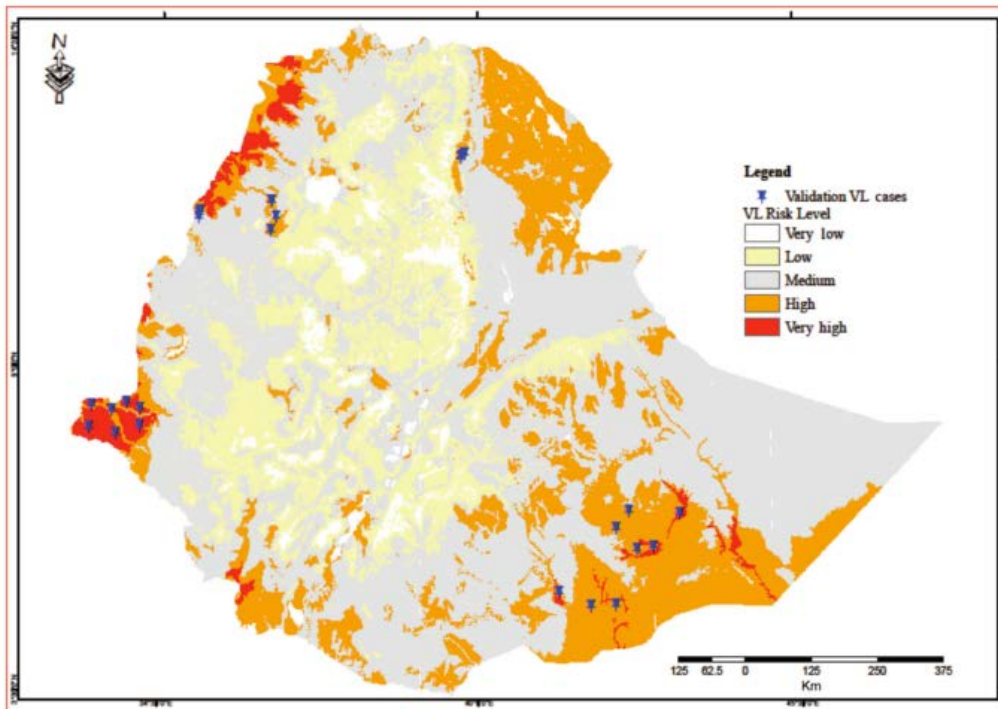 N
Legend
Validation VL cases
VL Risk Level
Very low
Low
Medium
High
Very high
125 62.5 0 125 250 375
Km